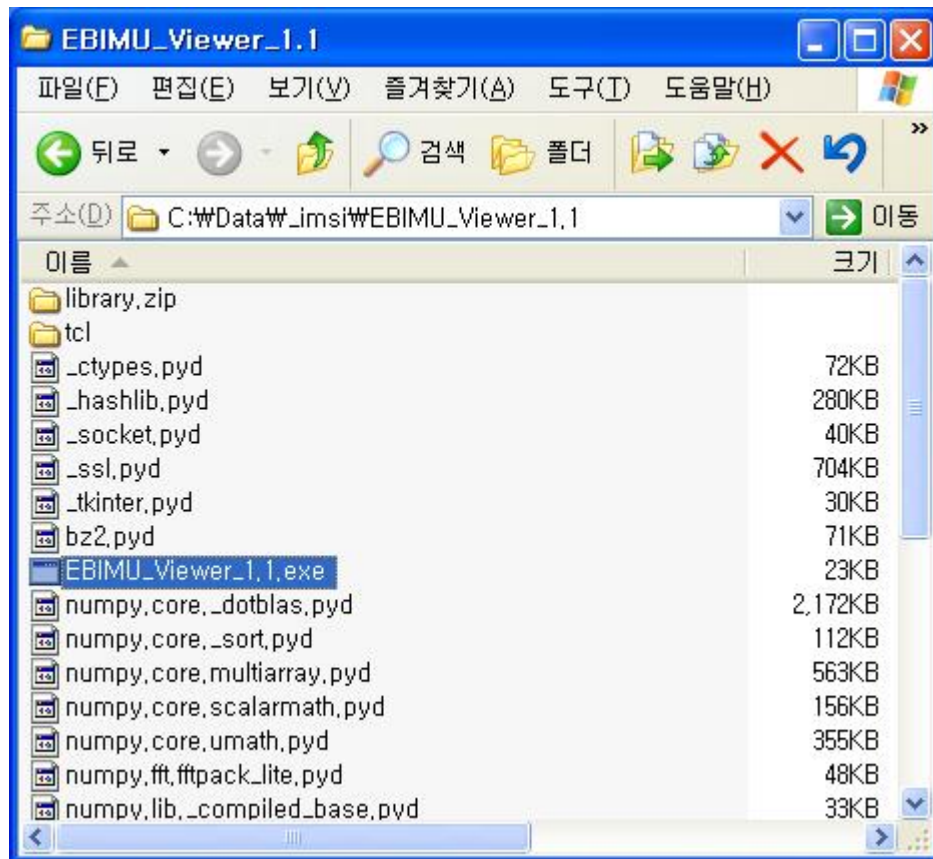 EBIMU_Viewer_1.1
파일(F) 편집(E) 보기(V) 즐겨찾기(A) 도구(T) 도움말(H)
뒤로 검색 폴더 »
주소(D) C:₩Data₩_imsi₩EBIMU_Viewer_1.1 이동
이름 크기
library.zip
tcl
_ctypes.pyd 72KB
_hashlib.pyd 280KB
_socket.pyd 40KB
_ssl.pyd 704KB
_tkinter.pyd 30KB
bz2.pyd 71KB
EBIMU_Viewer_1.1.exe 23KB
numpy.core._dotblas.pyd 2,172KB
numpy.core._sort.pyd 112KB
numpy.core.multiarray.pyd 563KB
numpy.core.scalarmath.pyd 156KB
numpy.core.umath.pyd 355KB
numpy.fft.fftpack_lite.pyd 48KB
numpy.lib._compiled_base.pyd 33KB